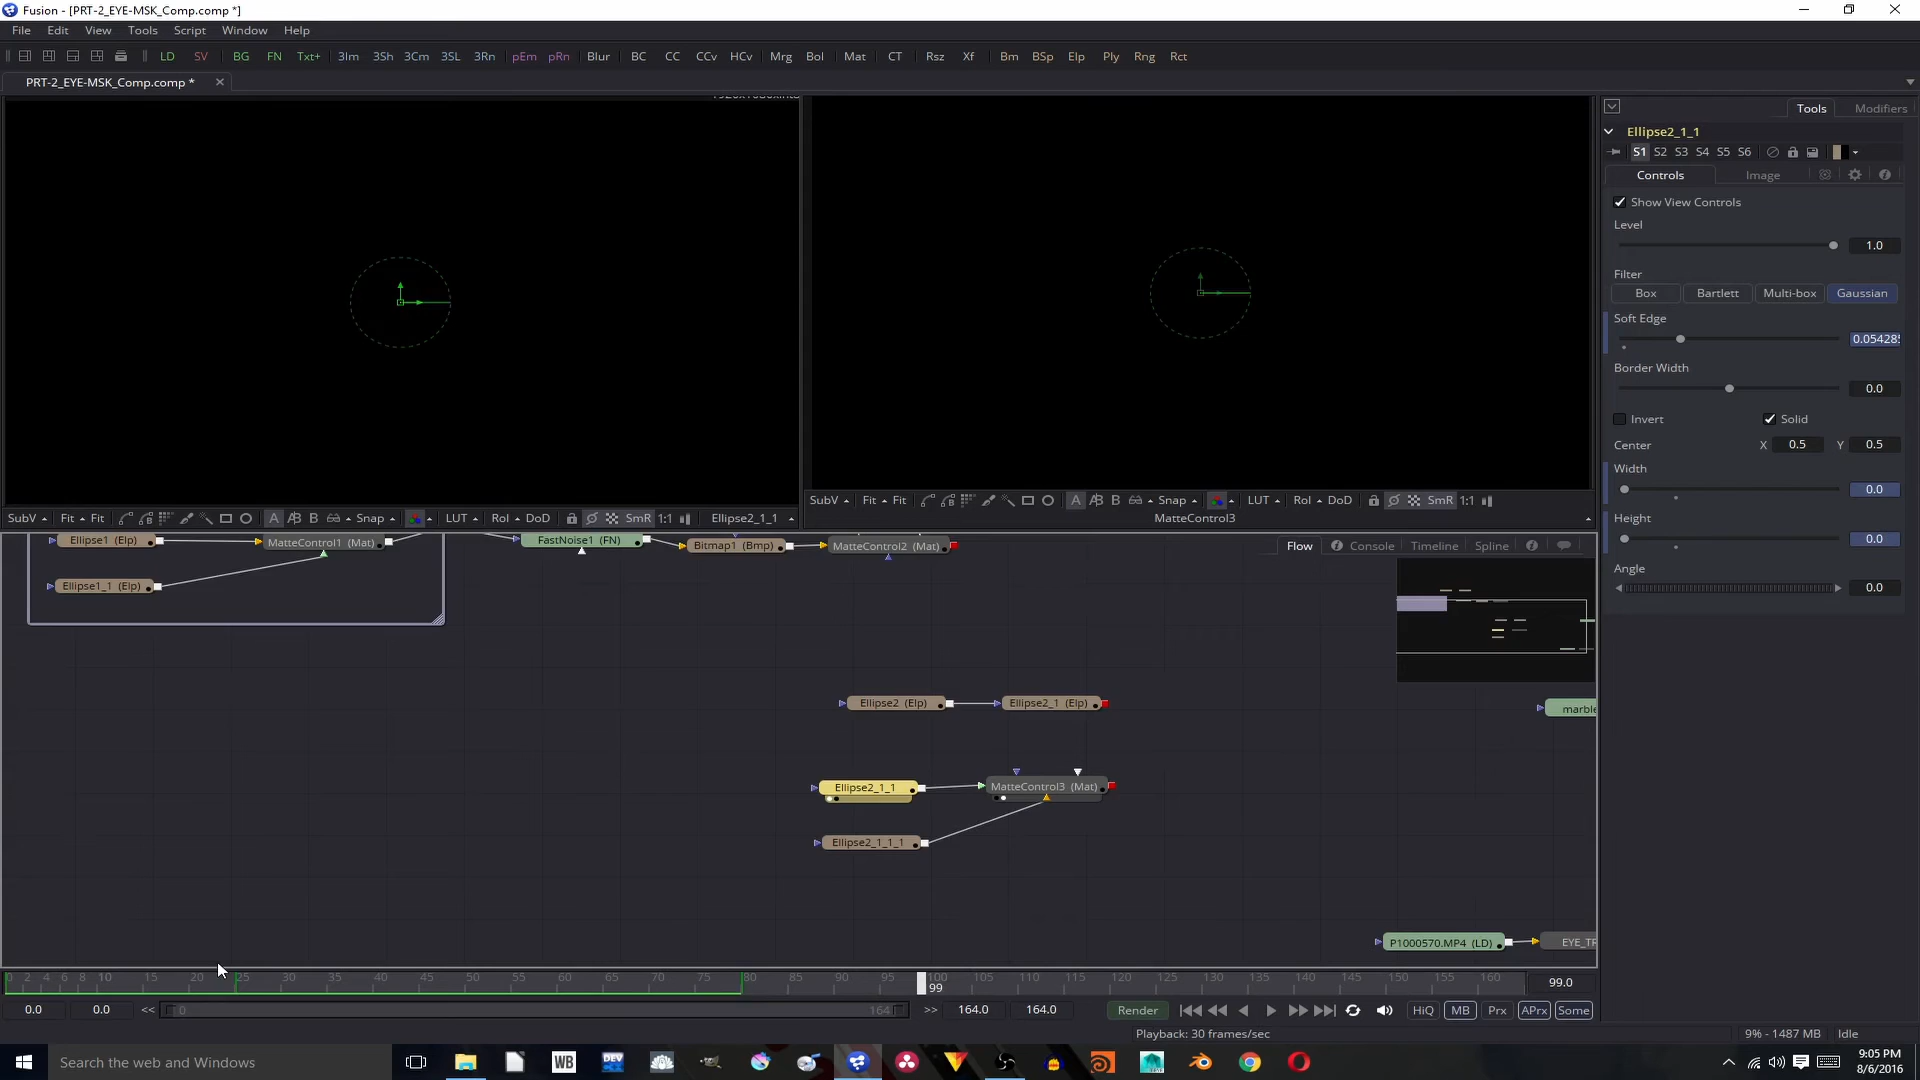 Fusion - [PRT-2_EYE-MSK_Comp.comp *]
File Edit View Tools Script Window Help
LD SV BG FN Txt+ 3Im 3Sh 3Cm 3SL 3Rn pEm pRn Blur BC CC CCv HCv Mrg Bol Mat CT Rsz Xf Bm BSp Elp Ply Rng Rct
PRT-2_EYE-MSK_Comp.comp *
Tools Modifiers
Ellipse2_1_1
S1 S2 S3 S4 S5 S6
Controls Image
Show View Controls
Level
1.0
Filter
Box Bartlett Multi-box Gaussian
Soft Edge
0.05428
Border Width
0.0
Invert Solid
Center X 0.5 Y 0.5
Width
0.0
Height
0.0
Angle
0.0
SubV Fit Fit A B Snap LUT RoI DoD SmR 1:1
MatteControl3
SubV Fit Fit A B Snap LUT RoI DoD SmR 1:1 Ellipse2_1_1
Flow Console Timeline Spline
Ellipse1 (Elp) MatteControl1 (Mat) FastNoise1 (FN) Bitmap1 (Bmp) MatteControl2 (Mat)
Ellipse1_1 (Elp)
Ellipse2 (Elp) Ellipse2_1 (Elp)
marble
Ellipse2_1_1 MatteControl3 (Mat)
Ellipse2_1_1_1
P1000570.MP4 (LD) EYE_TR
0 2 4 6 8 10 15 20 25 30 35 40 45 50 55 60 65 70 75 80 85 90 95 100 105 110 115 120 125 130 135 140 145 150 155 160
99
99.0
0.0 0.0 << 0 164 >> 164.0 164.0 Render HiQ MB Prx APrx Some
Playback: 30 frames/sec
9% - 1487 MB Idle
Search the web and Windows
WB
DEV
9:05 PM
8/6/2016